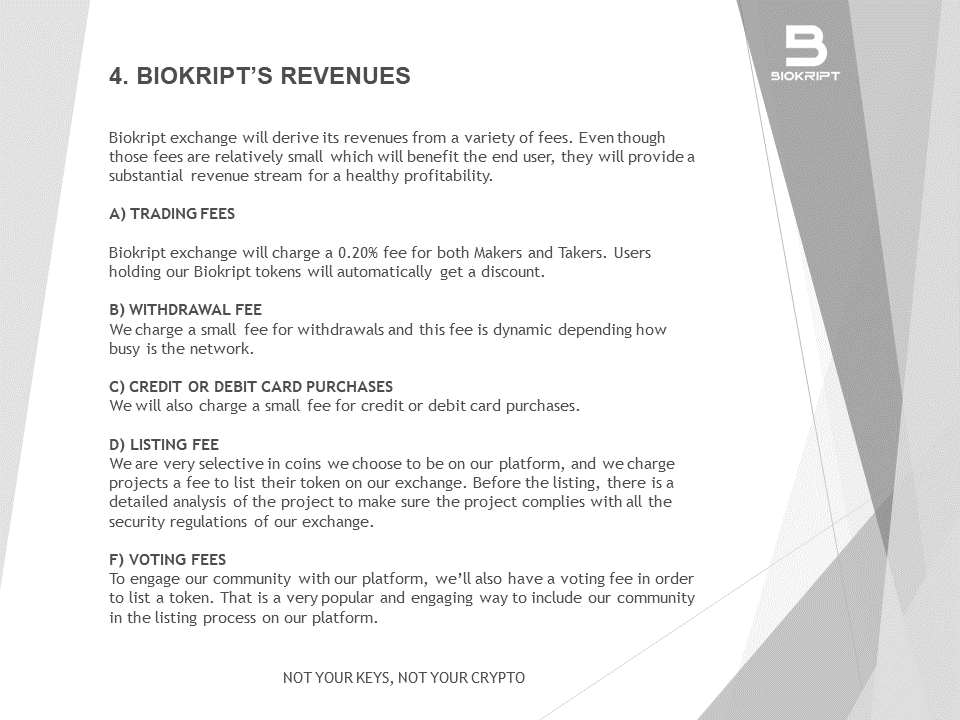 BIOKRIPT
4. BIOKRIPT’S REVENUES
Biokript exchange will derive its revenues from a variety of fees. Even though
those fees are relatively small which will benefit the end user, they will provide a
substantial revenue stream for a healthy profitability.
A) TRADING FEES
Biokript exchange will charge a 0.20% fee for both Makers and Takers. Users
holding our Biokript tokens will automatically get a discount.
B) WITHDRAWAL FEE
We charge a small fee for withdrawals and this fee is dynamic depending how
busy is the network.
C) CREDIT OR DEBIT CARD PURCHASES
We will also charge a small fee for credit or debit card purchases.
D) LISTING FEE
We are very selective in coins we choose to be on our platform, and we charge
projects a fee to list their token on our exchange. Before the listing, there is a
detailed analysis of the project to make sure the project complies with all the
security regulations of our exchange.
F) VOTING FEES
To engage our community with our platform, we’ll also have a voting fee in order
to list a token. That is a very popular and engaging way to include our community
in the listing process on our platform.
NOT YOUR KEYS, NOT YOUR CRYPTO